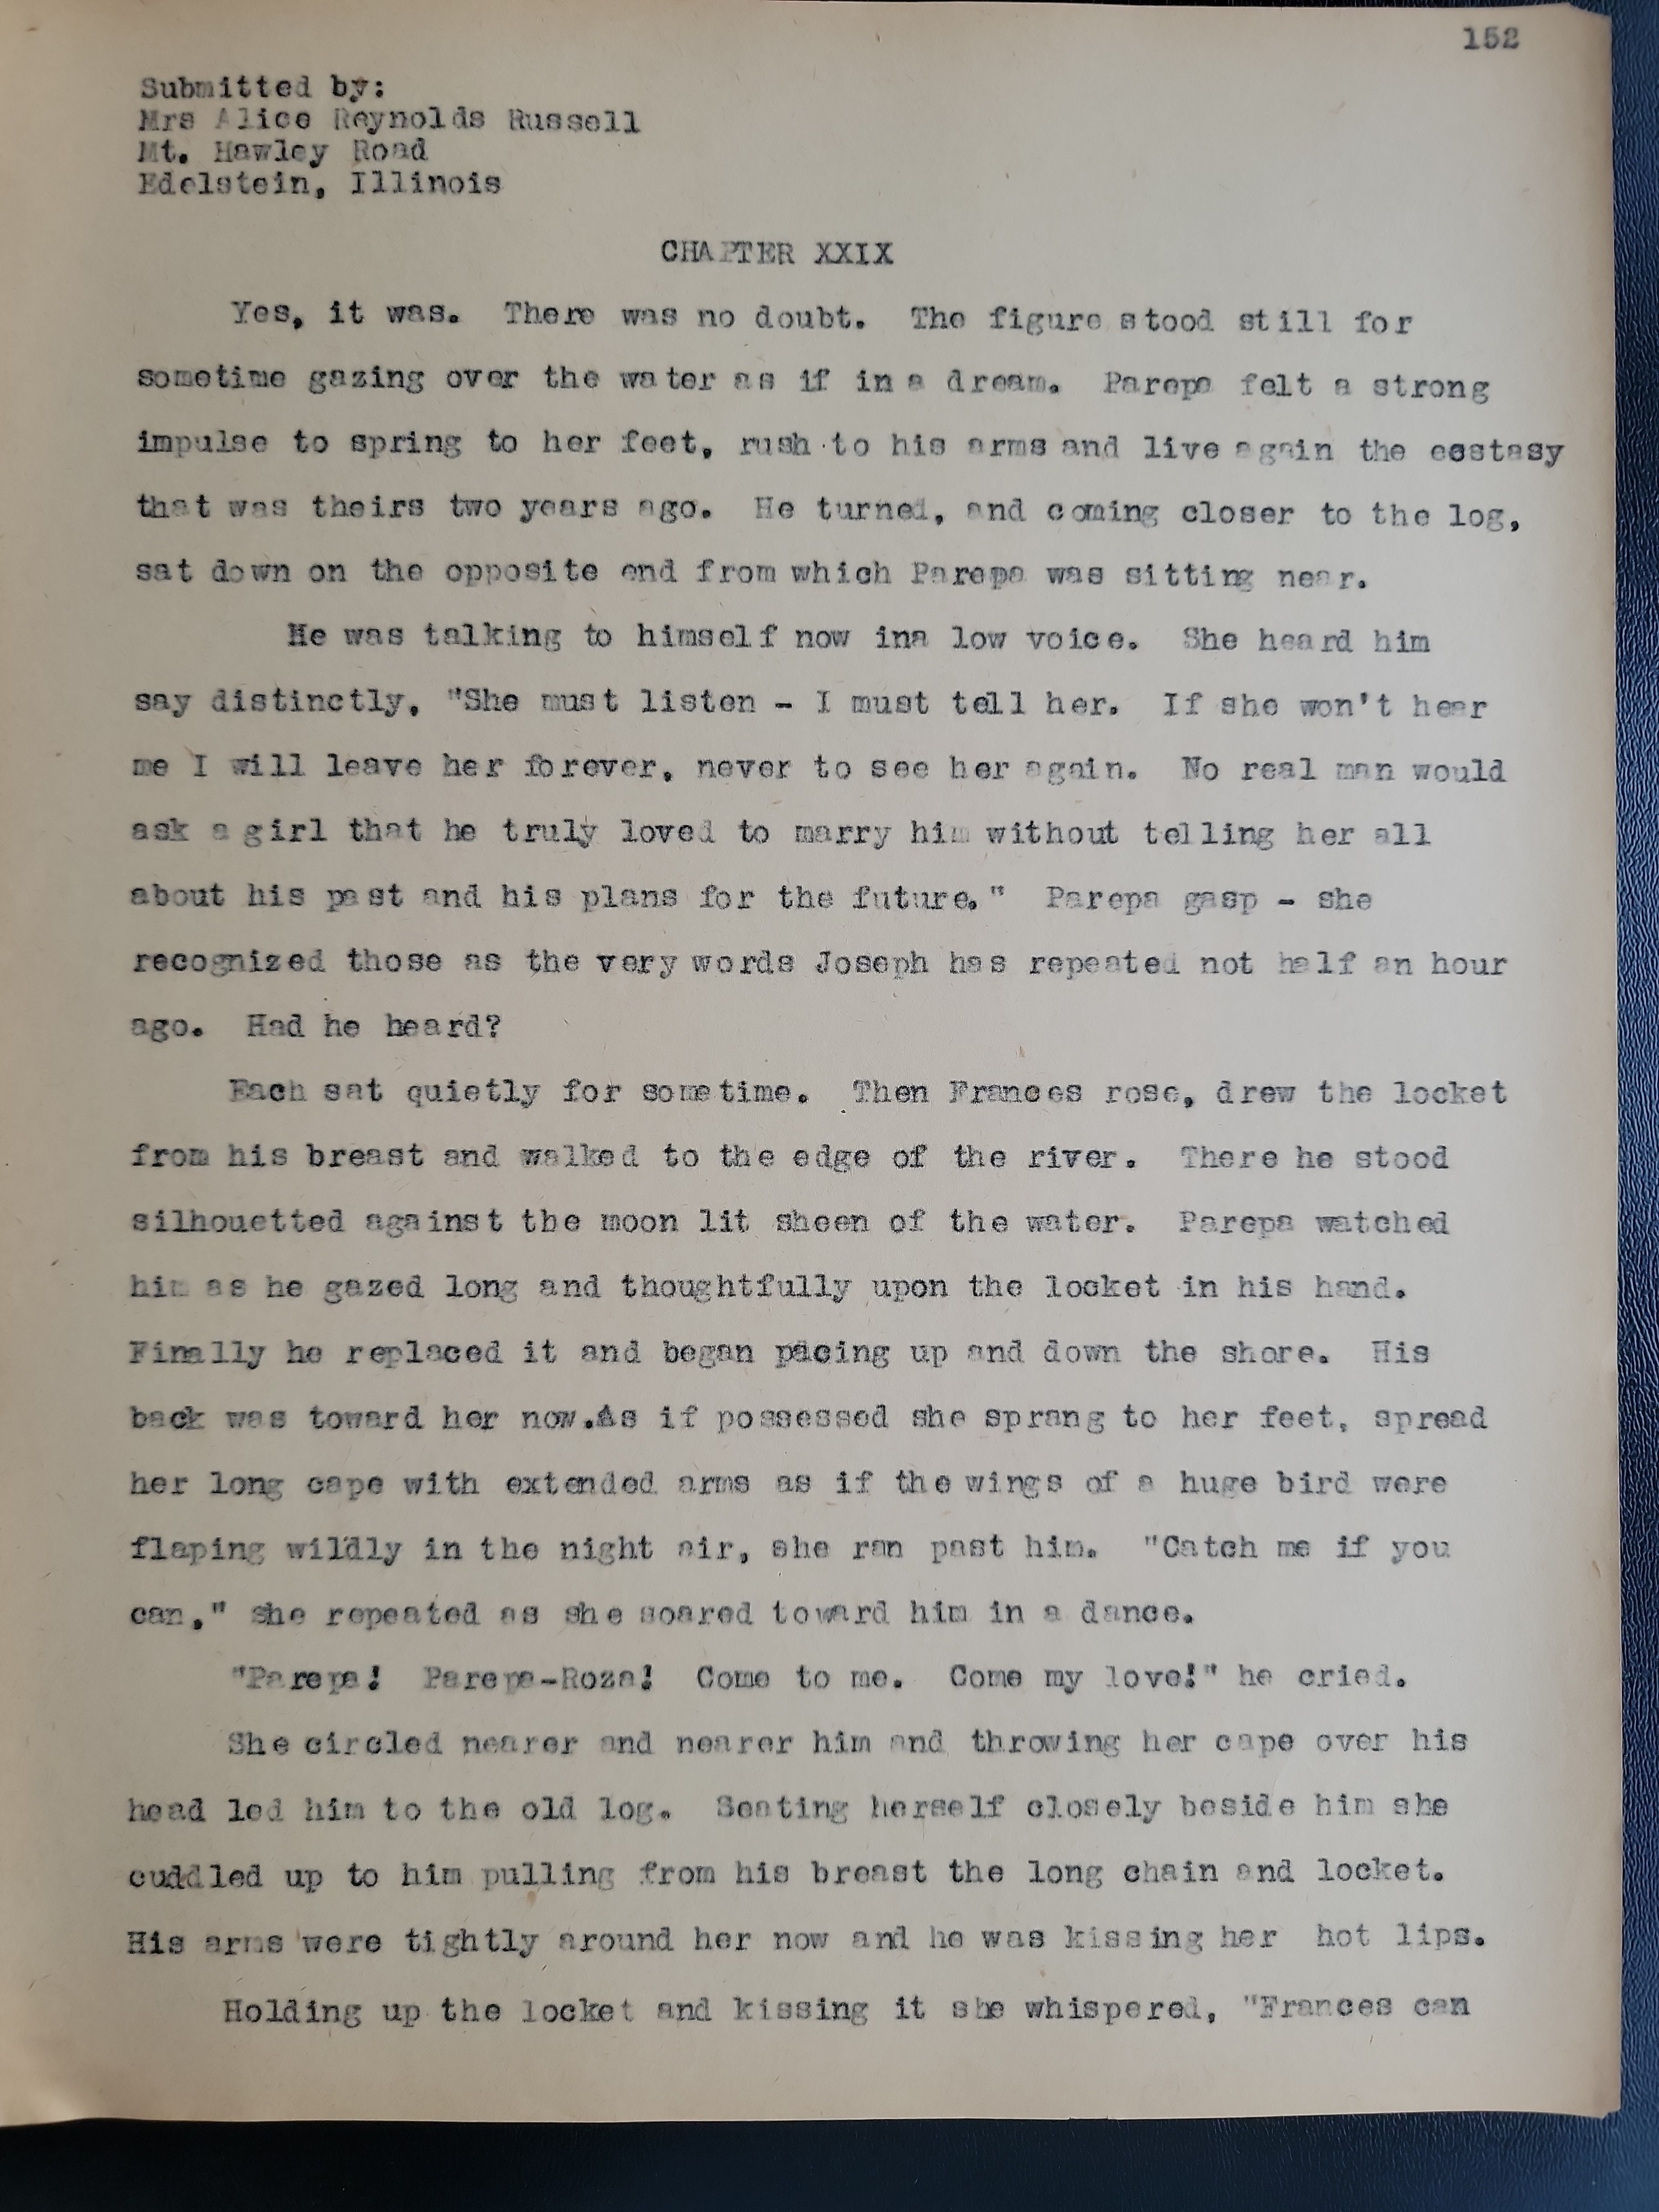 152
Submitted by:
Mrs Alice Reynolds Russell
Mt. Hawley Road
Edelstein, Illinois
CHAPTER XXIX
Yes, it was. There was no doubt. The figure stood still for
sometime gazing over the water as if in a dream. Parepa felt a strong
impulse to spring to her feet, rush to his arms and live again the ecstasy
that was theirs two years ago. He turned, and coming closer to the log,
sat down on the opposite end from which Parepa was sitting near.
He was talking to himself now ina low voice. She heard him
say distinctly, "She must listen - I must tell her. If she won't hear
me I will leave her forever, never to see her again. No real man would
ask a girl that he truly loved to marry him without telling her all
about his past and his plans for the future." Parepa gasp - she
recognized those as the very words Joseph has repeated not half an hour
ago. Had he heard?
Each sat quietly for sometime. Then Frances rose, drew the locket
from his breast and walked to the edge of the river. There he stood
silhouetted against the moon lit sheen of the water. Parepa watched
him as he gazed long and thoughtfully upon the locket in his hand.
Finally he replaced it and began pacing up and down the shore. His
back was toward her now.As if possessed she sprang to her feet, spread
her long cape with extended arms as if the wings of a huge bird were
flaping wildly in the night air, she ran past him. "Catch me if you
can," she repeated as she soared toward him in a dance.
"Parepa! Parepa-Roza! Come to me. Come my love!" he cried.
She circled nearer and nearer him and throwing her cape over his
head led him to the old log. Seating herself closely beside him she
cuddled up to him pulling from his breast the long chain and locket.
His arms were tightly around her now and he was kissing her hot lips.
Holding up the locket and kissing it she whispered, "Frances can